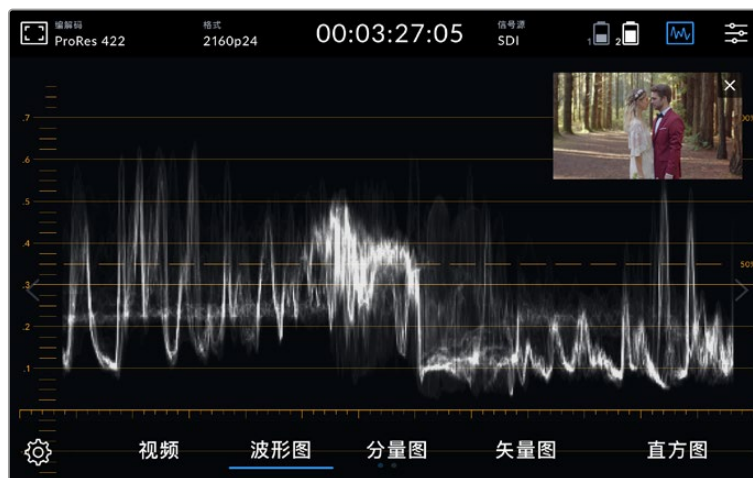 编解码
ProRes 422
格式
2160p24
00:03:27:05
信号源
SDI
1
2
.7
.6
.5
.4
.3
.2
.1
50%
视频
波形图
分量图
矢量图
直方图